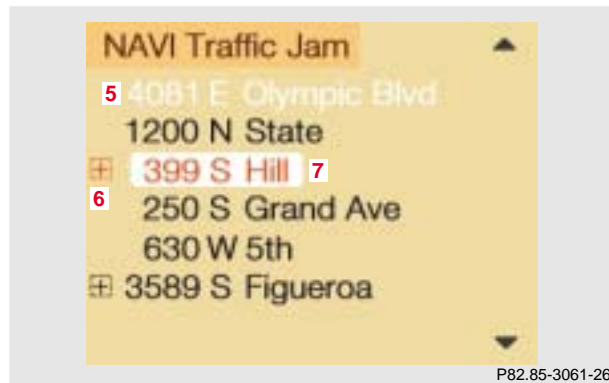 NAVI Traffic Jam
5 4081 E Olympic Blvd
1200 N State
399 S Hill 7
6
250 S Grand Ave
630 W 5th
3589 S Figueroa
P82.85-3061-26